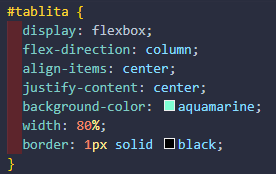 #tablita {
display: flexbox;
flex-direction: column;
align-items: center;
justify-content: center;
background-color: aquamarine;
width: 80%;
border: 1px solid black;
}